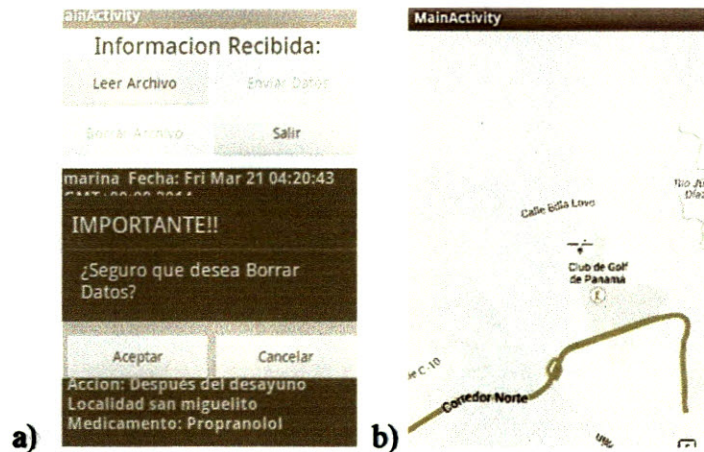 a)
ainActivity
Informacion Recibida:
Leer Archivo
Enviar Datos
Borrar Archivo
Salir
marina Fecha: Fri Mar 21 04:20:43
IMPORTANTE!!
¿Seguro que desea Borrar
Datos?
Aceptar
Cancelar
Accion: Después del desayuno
Localidad san miguelito
Medicamento: Propranolol
b)
MainActivity
Calle
Club de Golf
de Panamá
Corredor Norte